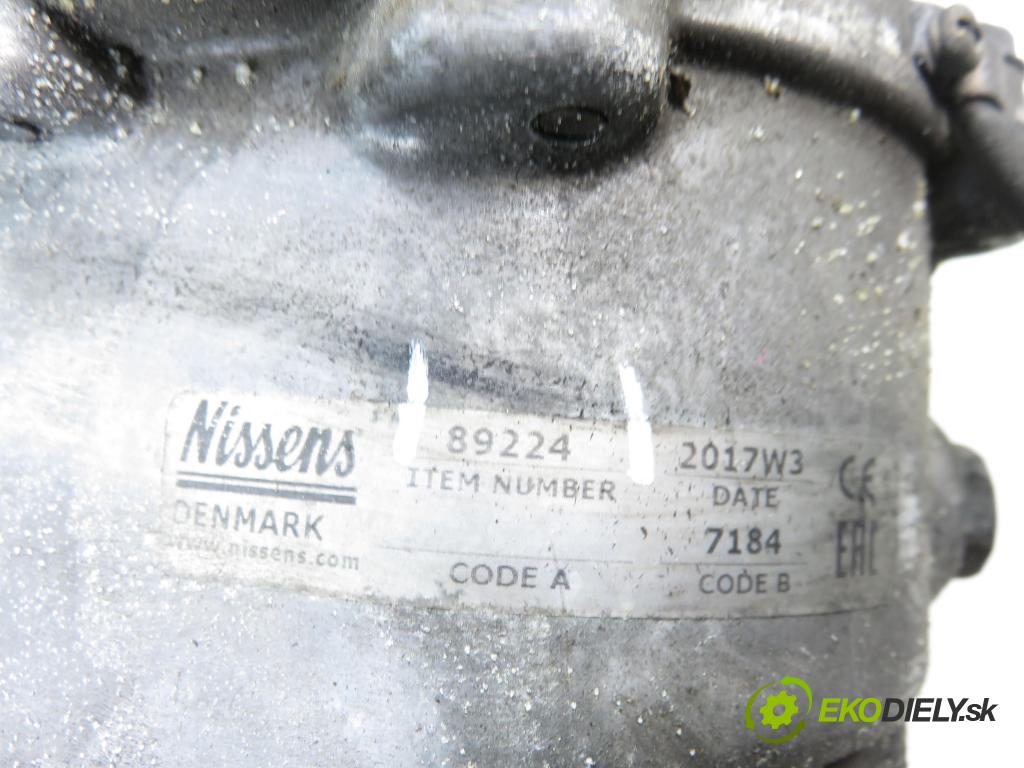 Nissens
DENMARK
www.nissens.com
89224
ITEM NUMBER
CODE A
2017W3
DATE
7184
CODE B
CE
EAC
EKODIELY.sk